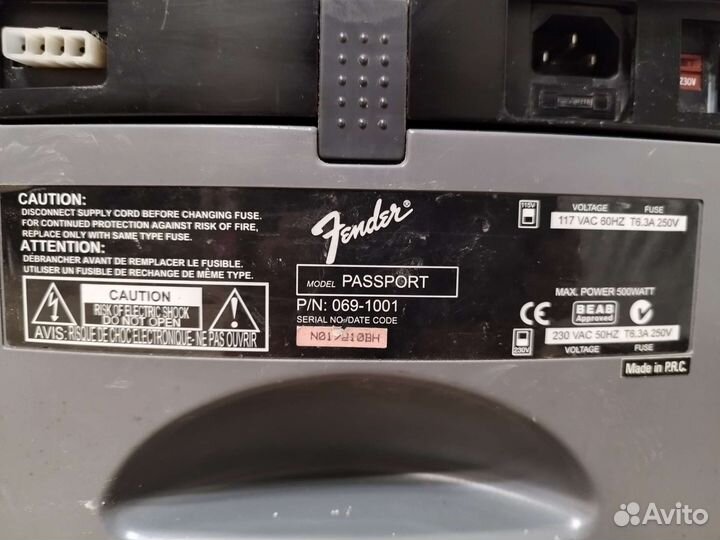 230V
CAUTION:
DISCONNECT SUPPLY CORD BEFORE CHANGING FUSE.
FOR CONTINUED PROTECTION AGAINST RISK OF FIRE,
REPLACE ONLY WITH SAME TYPE FUSE.
ATTENTION:
DÉBRANCHER AVANT DE REMPLACER LE FUSIBLE.
UTILISER UN FUSIBLE DE RECHANGE DE MÊME TYPE.
CAUTION
RISK OF ELECTRIC SHOCK
DO NOT OPEN
AVIS: RISQUE DE CHOC ELECTRONIQUE- NE PAS OUVRIR
Fender®
MODEL PASSPORT
P/N: 069-1001
SERIAL NO/DATE CODE
115V
VOLTAGE FUSE
117 VAC 60HZ T6.3A 250V
MAX. POWER 500WATT
CE BEAB Approved N
230 VAC 50HZ T6.3A 250V
230V VOLTAGE FUSE
Made in P.R.C.
Avito